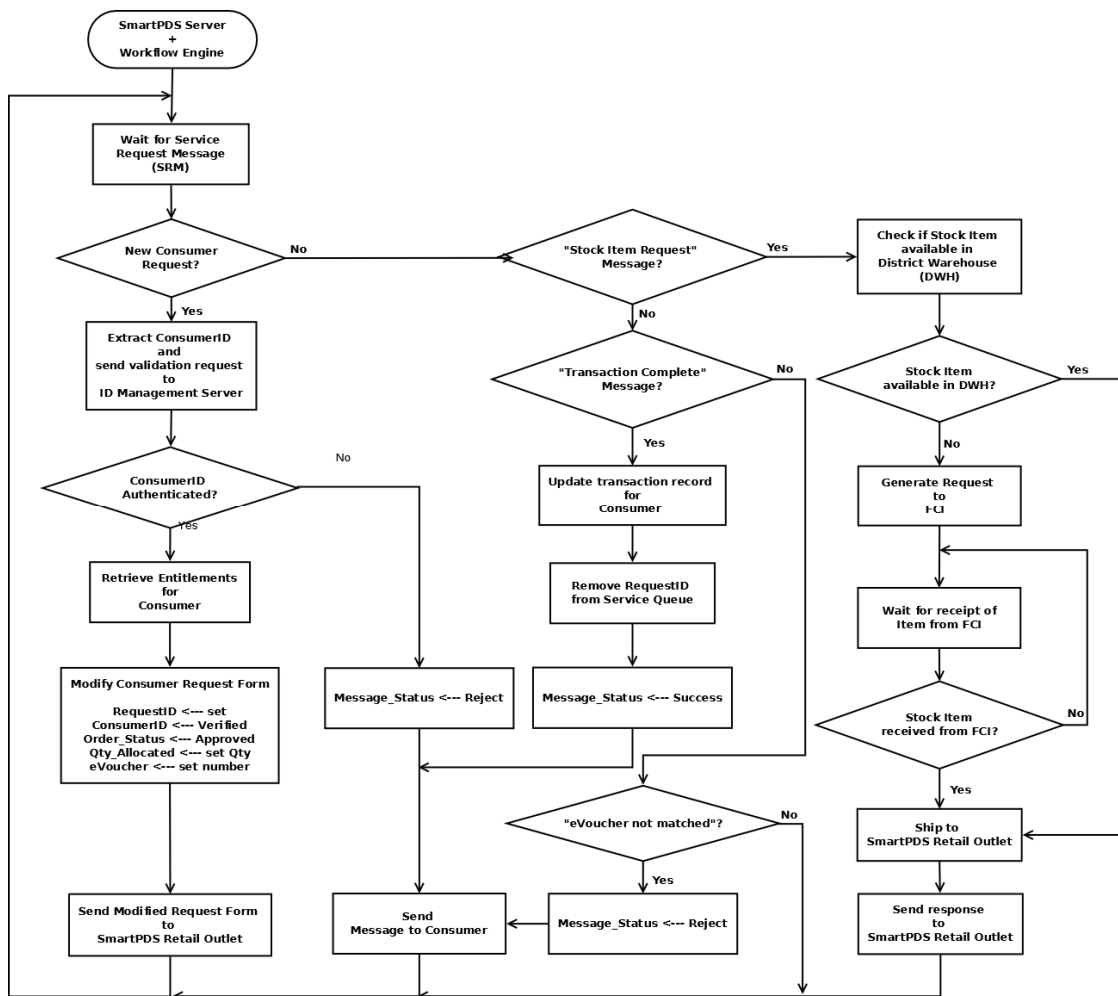 SmartPDS Server
+
Workflow Engine
Wait for Service
Request Message
(SRM)
New Consumer
Request?
No
Yes
"Stock Item Request"
Message?
Yes
No
Check if Stock Item
available in
District Warehouse
(DWH)
Extract ConsumerID
and
send validation request
to
ID Management Server
"Transaction Complete"
Message?
No
Yes
Stock Item
available in DWH?
Yes
No
ConsumerID
Authenticated?
No
Yes
Update transaction record
for
Consumer
Generate Request
to
FCI
Retrieve Entitlements
for
Consumer
Remove RequestID
from Service Queue
Wait for receipt of
Item from FCI
Modify Consumer Request Form
RequestID <--- set
ConsumerID <--- Verified
Order_Status <--- Approved
Qty_Allocated <--- set Qty
eVoucher <--- set number
Message_Status <--- Reject
Message_Status <--- Success
Stock Item
received from FCI?
No
Yes
"eVoucher not matched"?
No
Yes
Ship to
SmartPDS Retail Outlet
Send Modified Request Form
to
SmartPDS Retail Outlet
Send
Message to Consumer
Message_Status <--- Reject
Send response
to
SmartPDS Retail Outlet